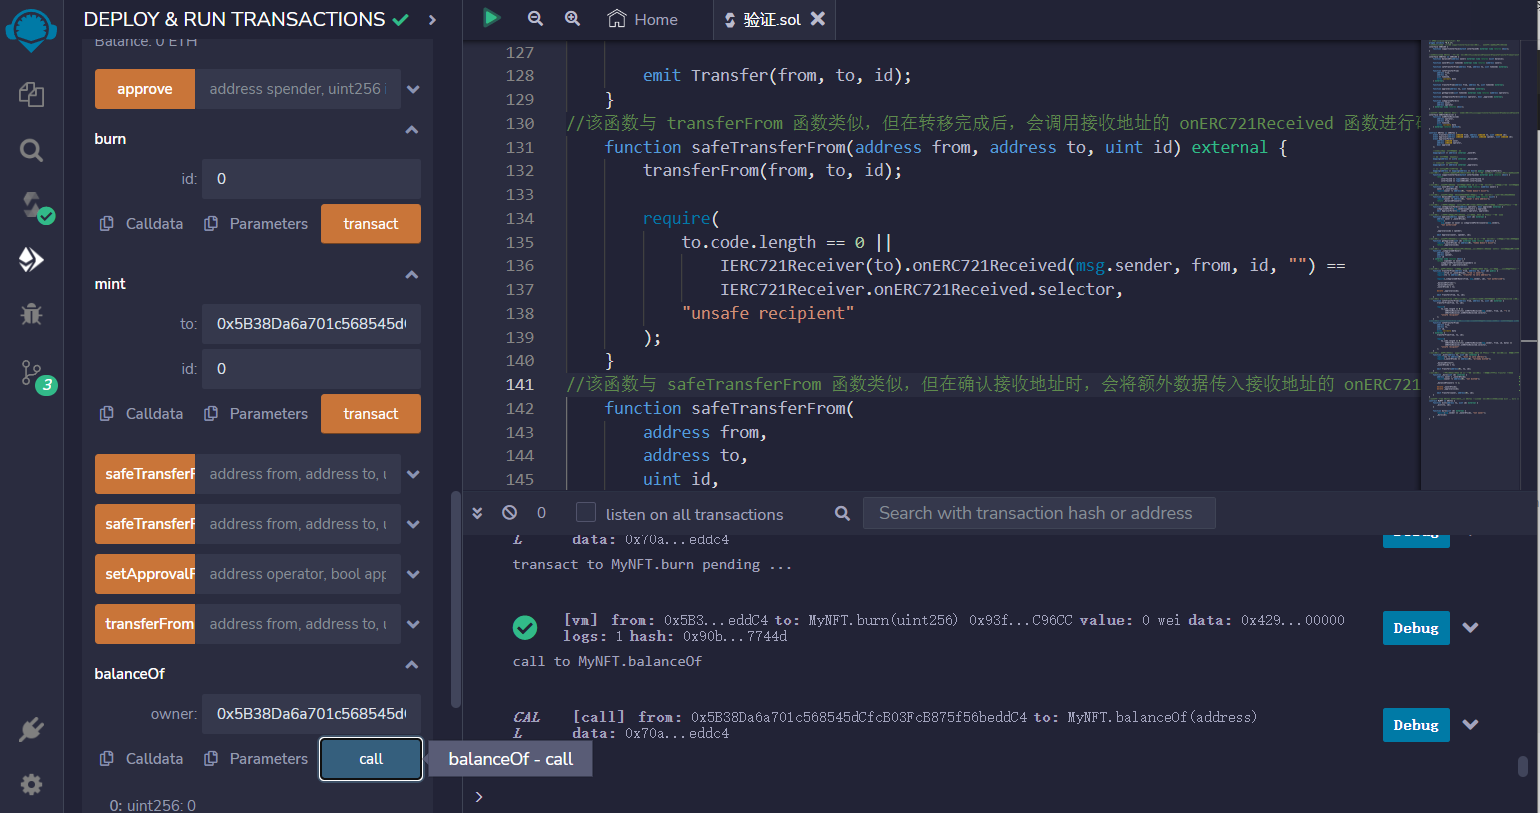 DEPLOY & RUN TRANSACTIONS
Balance: 0 ETH
approve address spender, uint256 i
burn
id: 0
Calldata Parameters transact
mint
to: 0x5B38Da6a701c568545d
id: 0
Calldata Parameters transact
safeTransferF address from, address to, u
safeTransferF address from, address to, u
setApprovalF address operator, bool app
transferFrom address from, address to, u
balanceOf
owner: 0x5B38Da6a701c568545d
Calldata Parameters call
balanceOf - call
0: uint256: 0
3
Home 验证.sol
127
128 emit Transfer(from, to, id);
129 }
130 //该函数与 transferFrom 函数类似，但在转移完成后，会调用接收地址的 onERC721Received 函数进行
131 function safeTransferFrom(address from, address to, uint id) external {
132 transferFrom(from, to, id);
133
134 require(
135 to.code.length == 0 ||
136 IERC721Receiver(to).onERC721Received(msg.sender, from, id, "") ==
137 IERC721Receiver.onERC721Received.selector,
138 "unsafe recipient"
139 );
140 }
141 //该函数与 safeTransferFrom 函数类似，但在确认接收地址时，会将额外数据传入接收地址的 onERC721
142 function safeTransferFrom(
143 address from,
144 address to,
145 uint id,
0 listen on all transactions Search with transaction hash or address
L data: 0x70a...eddc4 Debug
transact to MyNFT.burn pending ...
[vm] from: 0x5B3...eddC4 to: MyNFT.burn(uint256) 0x93f...C96CC value: 0 wei data: 0x429...00000
logs: 1 hash: 0x90b...7744d
Debug
call to MyNFT.balanceOf
CAL [call] from: 0x5B38Da6a701c568545dCfcB03FcB875f56beddC4 to: MyNFT.balanceOf(address)
L data: 0x70a...eddc4
Debug
>